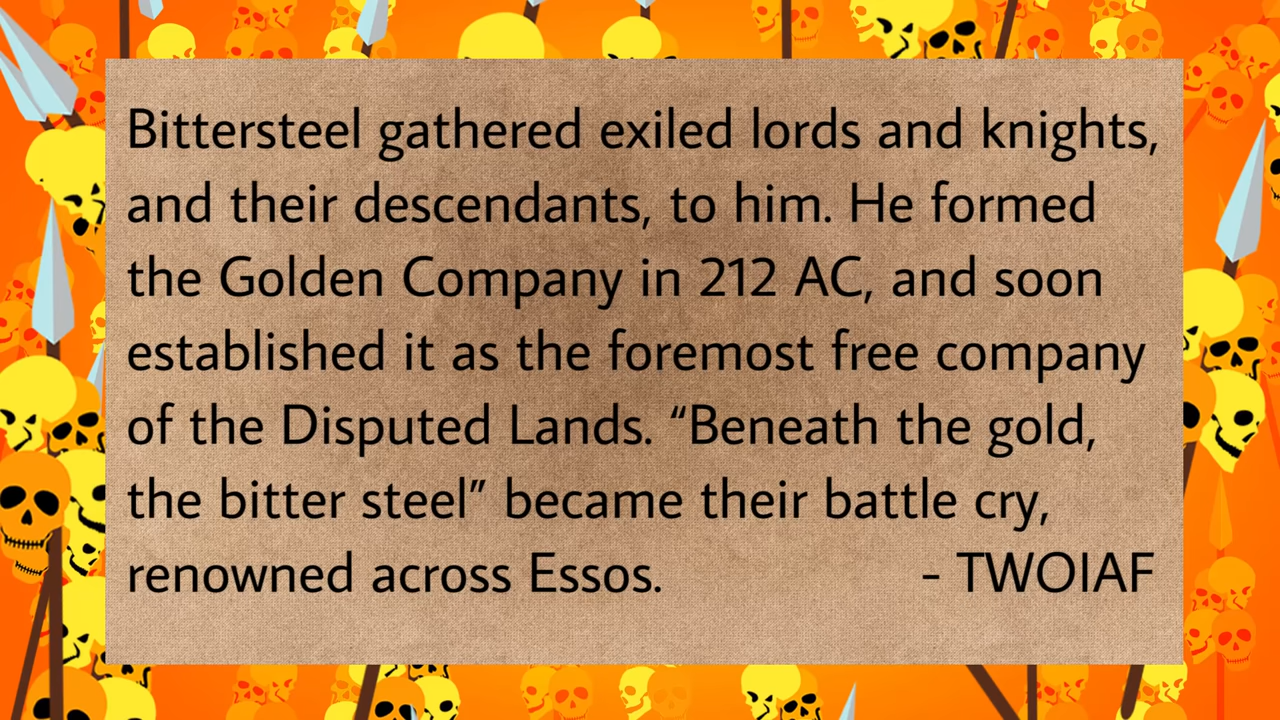 Bittersteel gathered exiled lords and knights,
and their descendants, to him. He formed
the Golden Company in 212 AC, and soon
established it as the foremost free company
of the Disputed Lands. “Beneath the gold,
the bitter steel” became their battle cry,
renowned across Essos. - TWOIAF